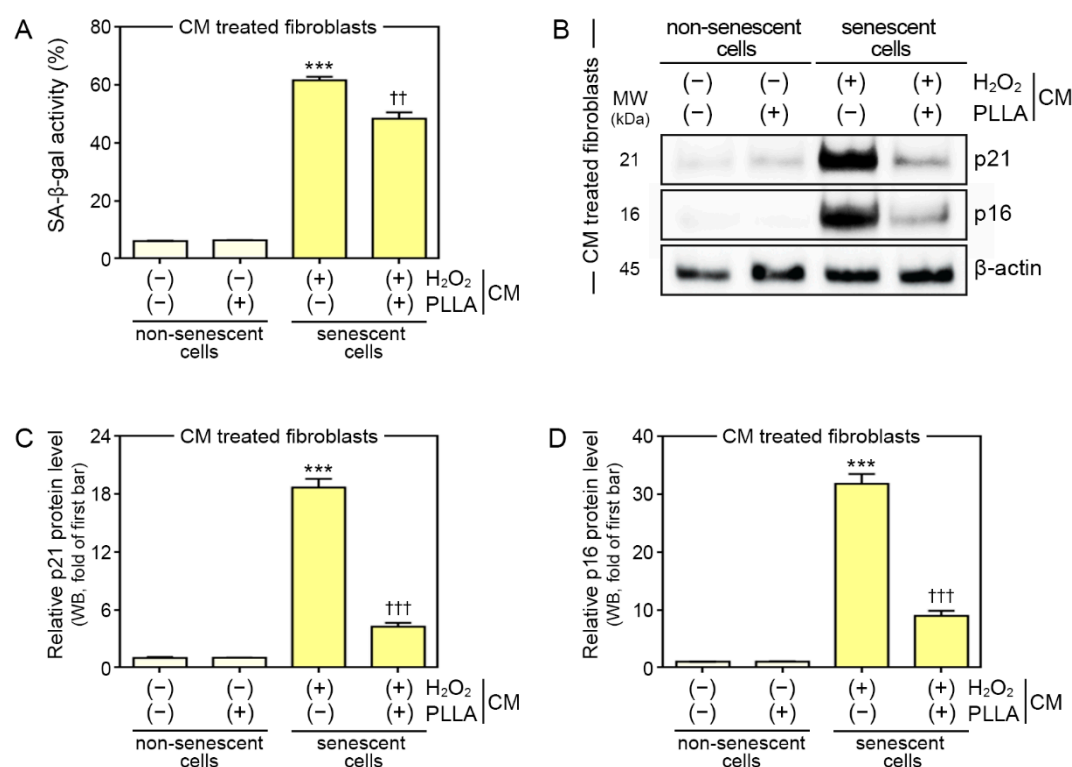 A
CM treated fibroblasts
SA-β-gal activity (%)
80
60
40
20
0
***
††
(−) (−) (+) (+) H₂O₂
(−) (+) (−) (+) PLLA
CM
non-senescent cells
senescent cells
B
CM treated fibroblasts
non-senescent cells
senescent cells
MW (kDa)
(−) (−) (+) (+) H₂O₂
(−) (+) (−) (+) PLLA
CM
21 p21
16 p16
45 β-actin
C
CM treated fibroblasts
Relative p21 protein level
(WB, fold of first bar)
24
18
12
6
0
***
†††
(−) (−) (+) (+) H₂O₂
(−) (+) (−) (+) PLLA
CM
non-senescent cells
senescent cells
D
CM treated fibroblasts
Relative p16 protein level
(WB, fold of first bar)
40
30
20
10
0
***
†††
(−) (−) (+) (+) H₂O₂
(−) (+) (−) (+) PLLA
CM
non-senescent cells
senescent cells